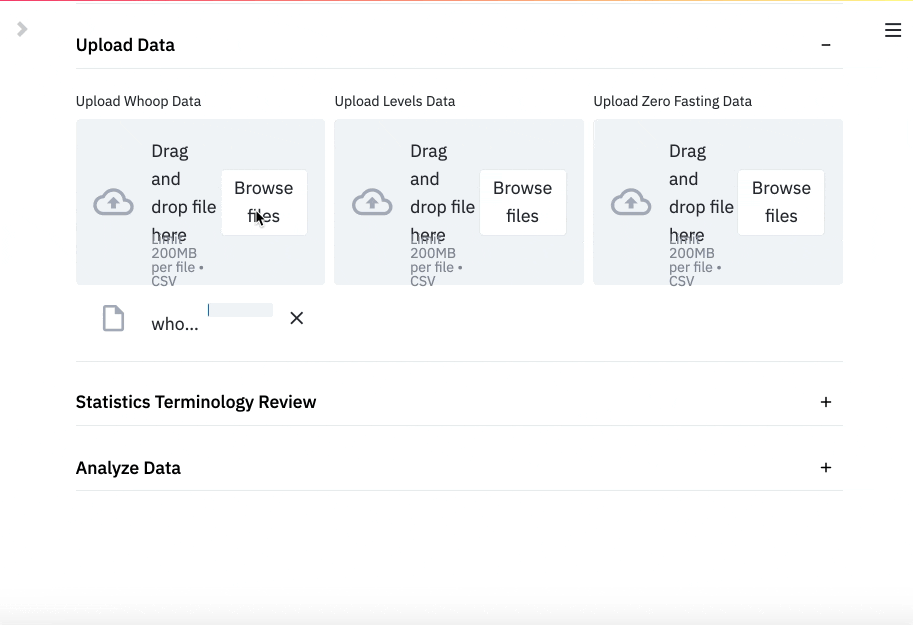 Upload Data
Upload Whoop Data
Drag
and
drop file
here
Limit
200MB
per file •
CSV
Browse
files
who...
Upload Levels Data
Drag
and
drop file
here
Limit
200MB
per file •
CSV
Browse
files
Upload Zero Fasting Data
Drag
and
drop file
here
Limit
200MB
per file •
CSV
Browse
files
Statistics Terminology Review
Analyze Data